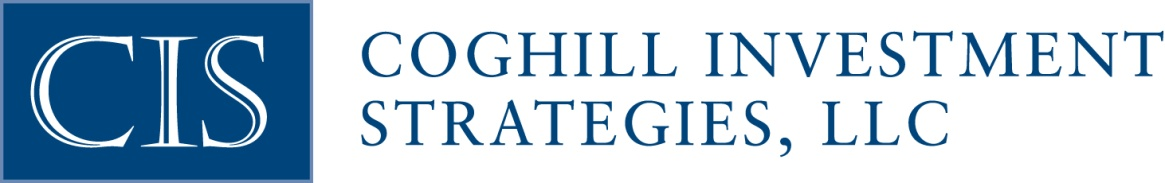 CIS
COGHILL INVESTMENT
STRATEGIES, LLC